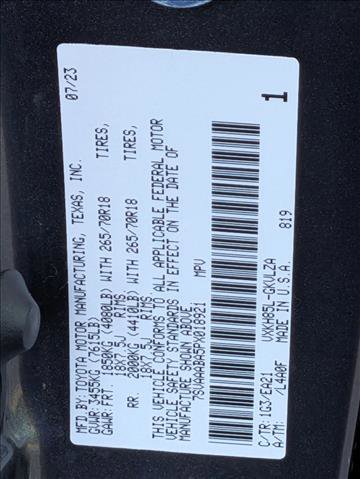 MFD. BY: TOYOTA MOTOR MANUFACTURING, TEXAS, INC. 07/23
GVWR: 3455KG (7615LB)
GAWR: FRT. 1850KG (4080LB) WITH 265/70R18 TIRES,
18X7.5J RIMS
RR. 2000KG (4410LB) WITH 265/70R18 TIRES,
18X7.5J RIMS.
THIS VEHICLE CONFORMS TO ALL APPLICABLE FEDERAL MOTOR
VEHICLE SAFETY STANDARDS IN EFFECT ON THE DATE OF
MANUFACTURE SHOWN ABOVE.
7SVAAABA5PX018921 MPV
C/TR: 1G3/EA21 VXKH85L-GKVLZA 1
A/TM: /L4A0F MADE IN U.S.A.
819